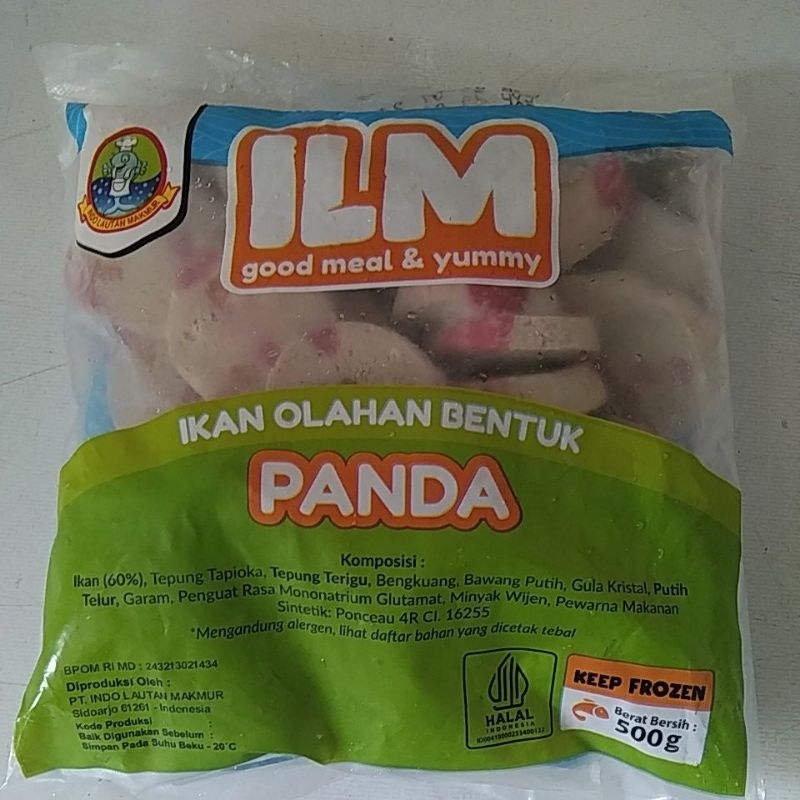 INDO LAUTAN MAKMUR
ILM
good meal & yummy
IKAN OLAHAN BENTUK
PANDA
Komposisi :
Ikan (60%), Tepung Tapioka, Tepung Terigu, Bengkuang, Bawang Putih, Gula Kristal, Putih
Telur, Garam, Penguat Rasa Mononatrium Glutamat, Minyak Wijen, Pewarna Makanan
Sintetik: Ponceau 4R CI. 16255
*Mengandung alergen, lihat daftar bahan yang dicetak tebal
BPOM RI MD : 243213021434
Diproduksi Oleh :
PT. INDO LAUTAN MAKMUR
Sidoarjo 61261 - Indonesia
Kode Produksi :
Baik Digunakan Sebelum :
Simpan Pada Suhu Beku - 20°C
HALAL
INDONESIA
KEEP FROZEN
Berat Bersih :
500g